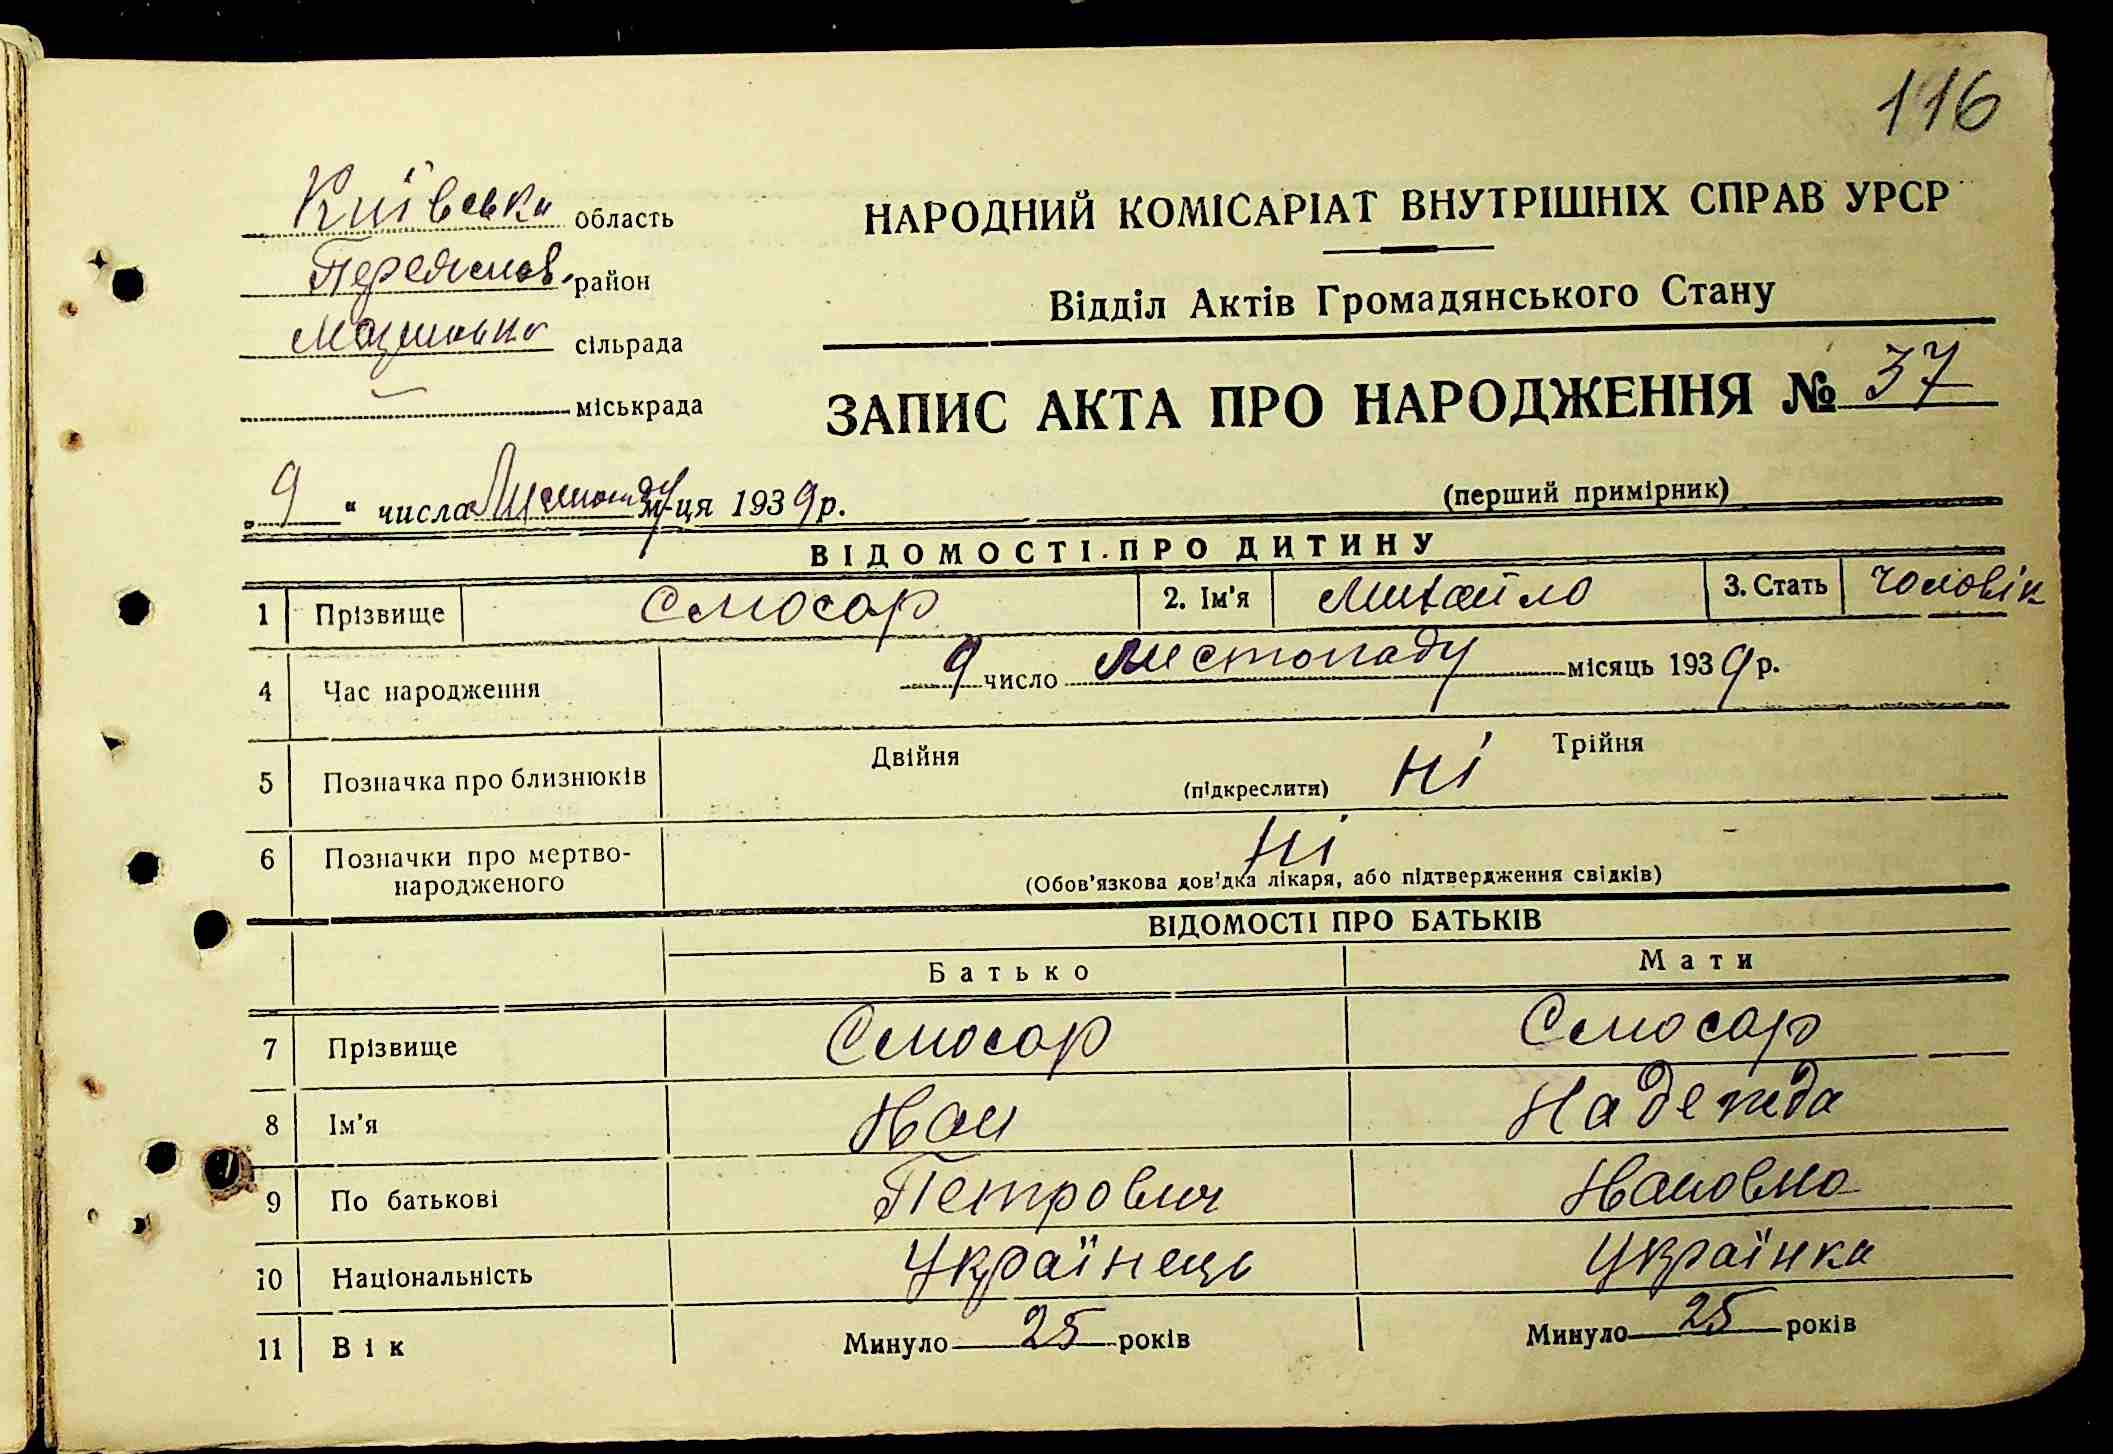 116
Київська область
Переяслов. район
сільрада
міськрада
НАРОДНИЙ КОМІСАРІАТ ВНУТРІШНІХ СПРАВ УРСР
Відділ Актів Громадянського Стану
ЗАПИС АКТА ПРО НАРОДЖЕННЯ № 37
(перший примірник)
„ 9 “ числа Листопаду м-ця 1939 р.
ВІДОМОСТІ ПРО ДИТИНУ
1 Прізвище Слюсар 2. Ім'я Михайло 3. Стать чоловік
4 Час народження 9 число Листопаду місяць 1939 р.
5 Позначка про близнюків Двійня (підкреслити) ні Трійня
6 Позначки про мертво-
народженого ні
(Обов'язкова дов'дка лікаря, або підтвердження свідків)
ВІДОМОСТІ ПРО БАТЬКІВ
Батько Мати
7 Прізвище Слюсар Слюсар
8 Ім'я Іван Надежда
9 По батькові Петрович Івановна
10 Національність Українець Українка
11 Вік Минуло 25 років Минуло 25 років